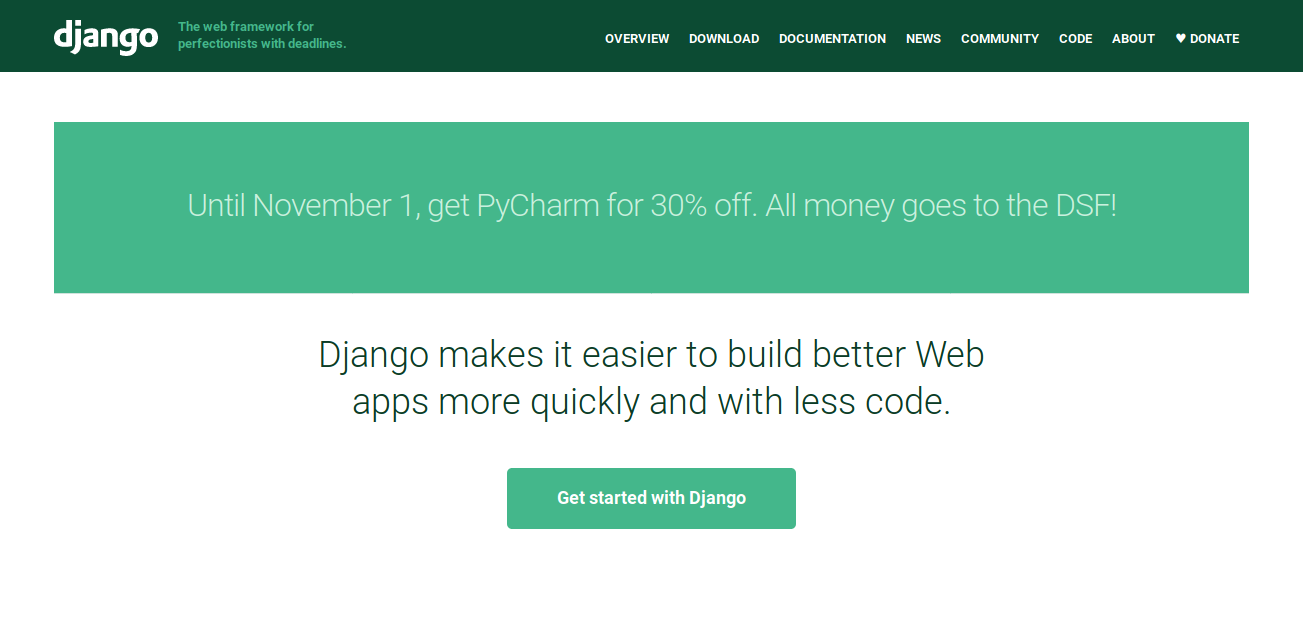 django
The web framework for
perfectionists with deadlines.
OVERVIEW DOWNLOAD DOCUMENTATION NEWS COMMUNITY CODE ABOUT ♥ DONATE
Until November 1, get PyCharm for 30% off. All money goes to the DSF!
Django makes it easier to build better Web
apps more quickly and with less code.
Get started with Django